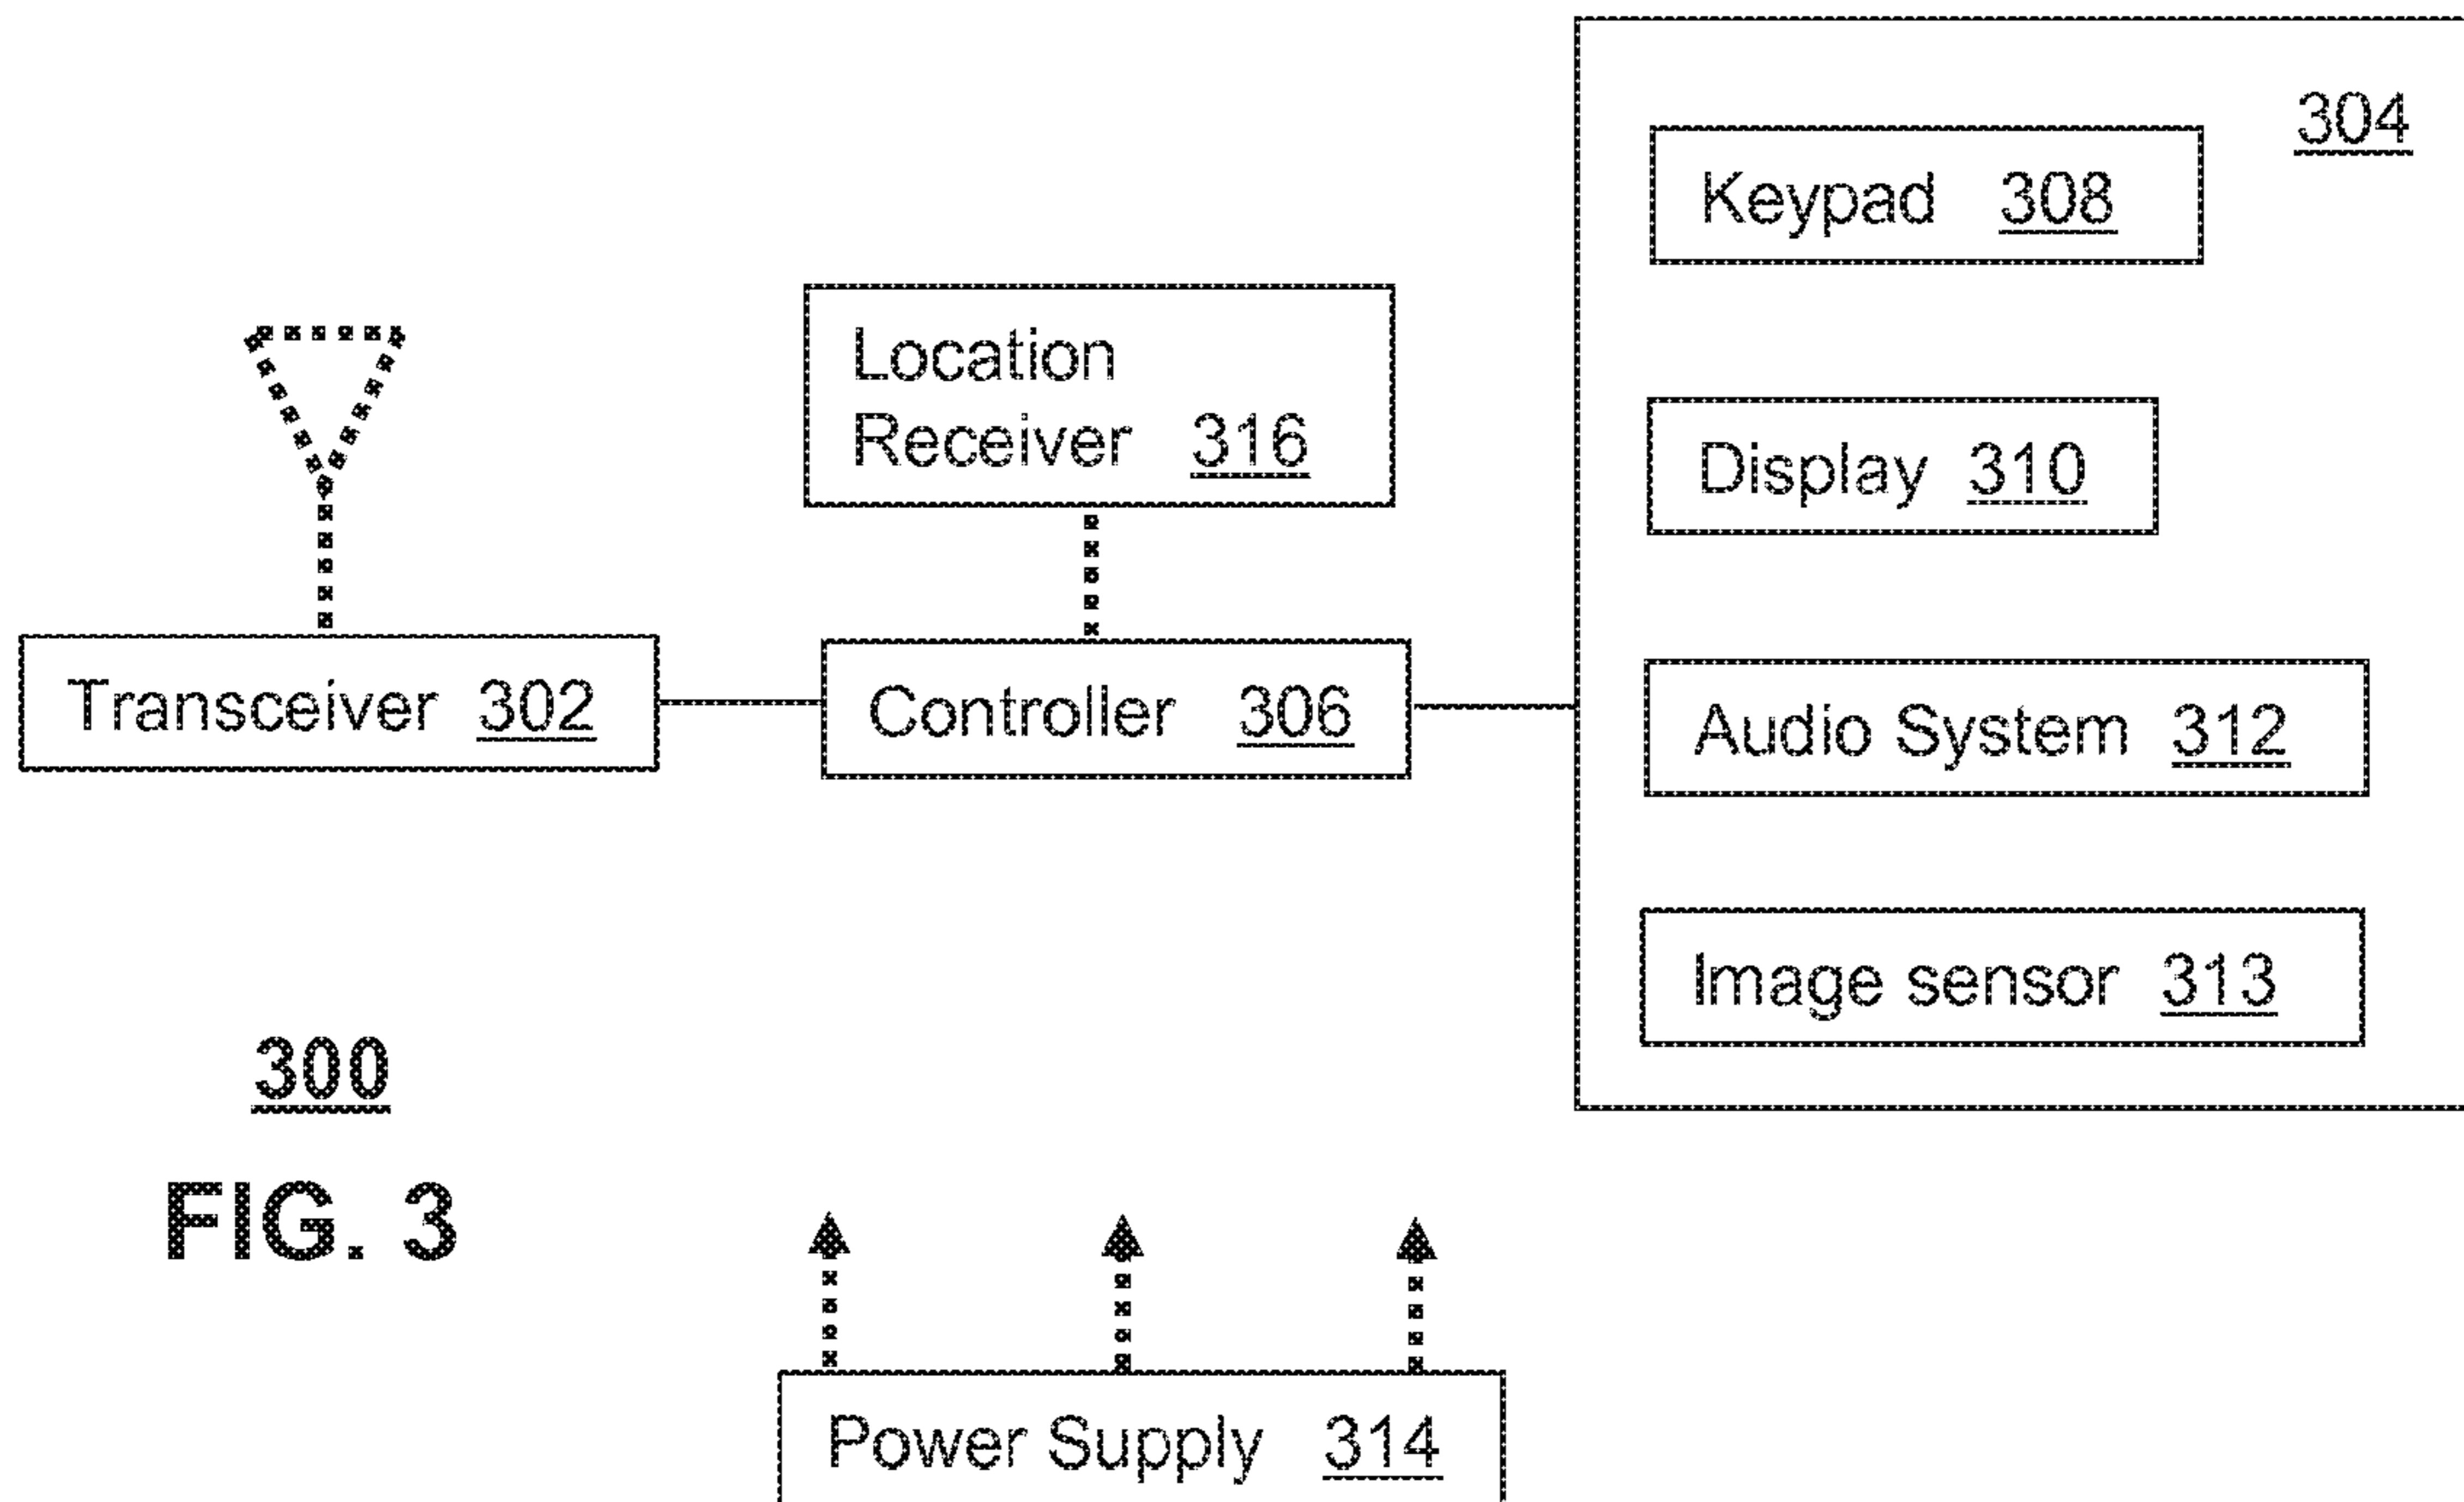 304
Keypad 308
Location
Receiver 316
Display 310
Transceiver 302
Controller 306
Audio System 312
Image sensor 313
300
FIG. 3
Power Supply 314